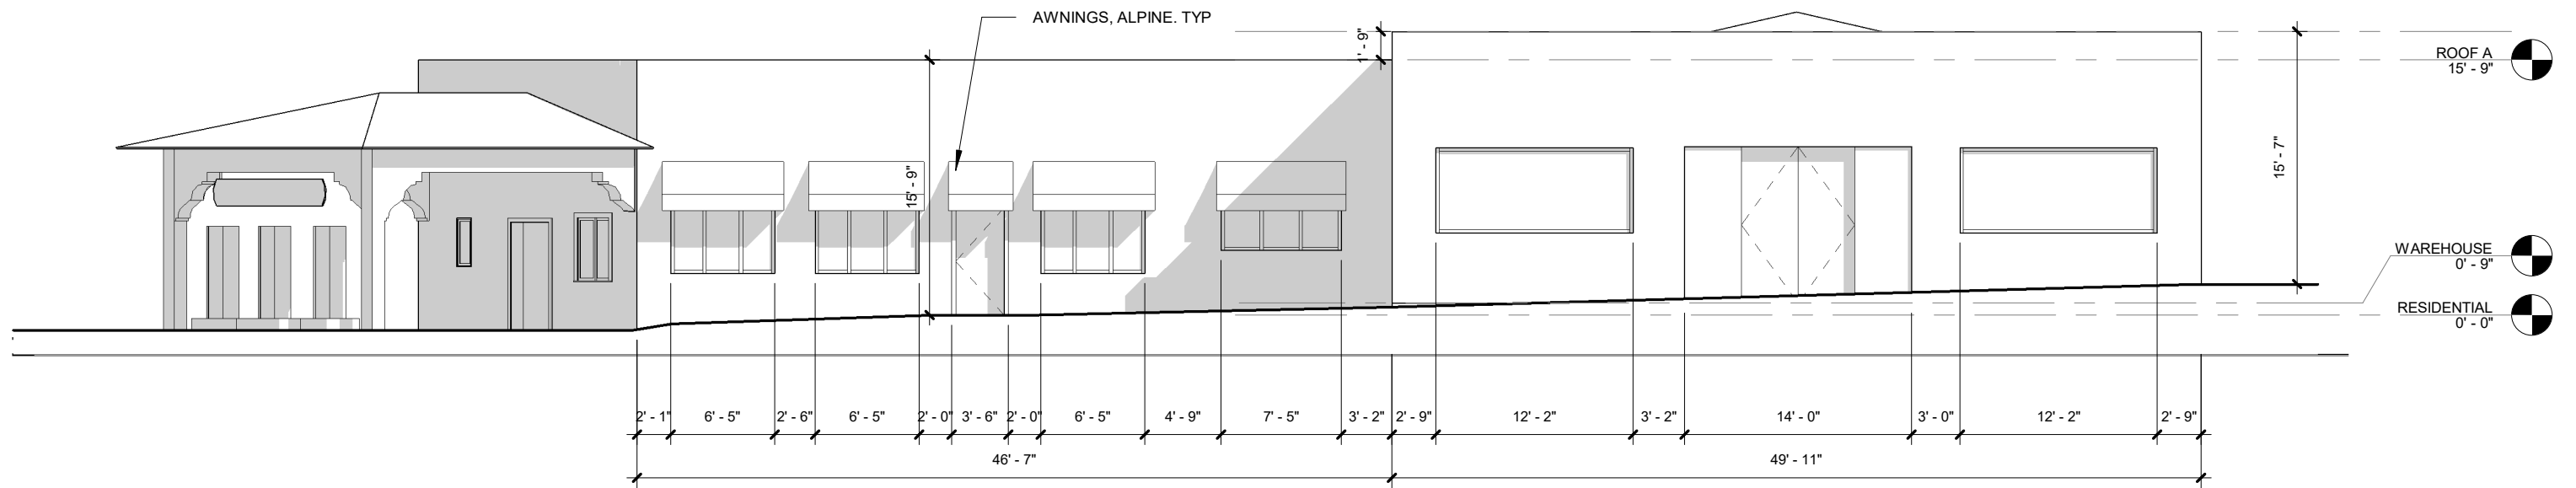 AWNINGS, ALPINE. TYP
1' - 9"
ROOF A
15' - 9"
15' - 9"
15' - 7"
WAREHOUSE
0' - 9"
RESIDENTIAL
0' - 0"
2' - 1" 6' - 5" 2' - 6" 6' - 5" 2' - 0" 3' - 6" 2' - 0" 6' - 5" 4' - 9" 7' - 5" 3' - 2" 2' - 9" 12' - 2" 3' - 2" 14' - 0" 3' - 0" 12' - 2" 2' - 9"
46' - 7" 49' - 11"